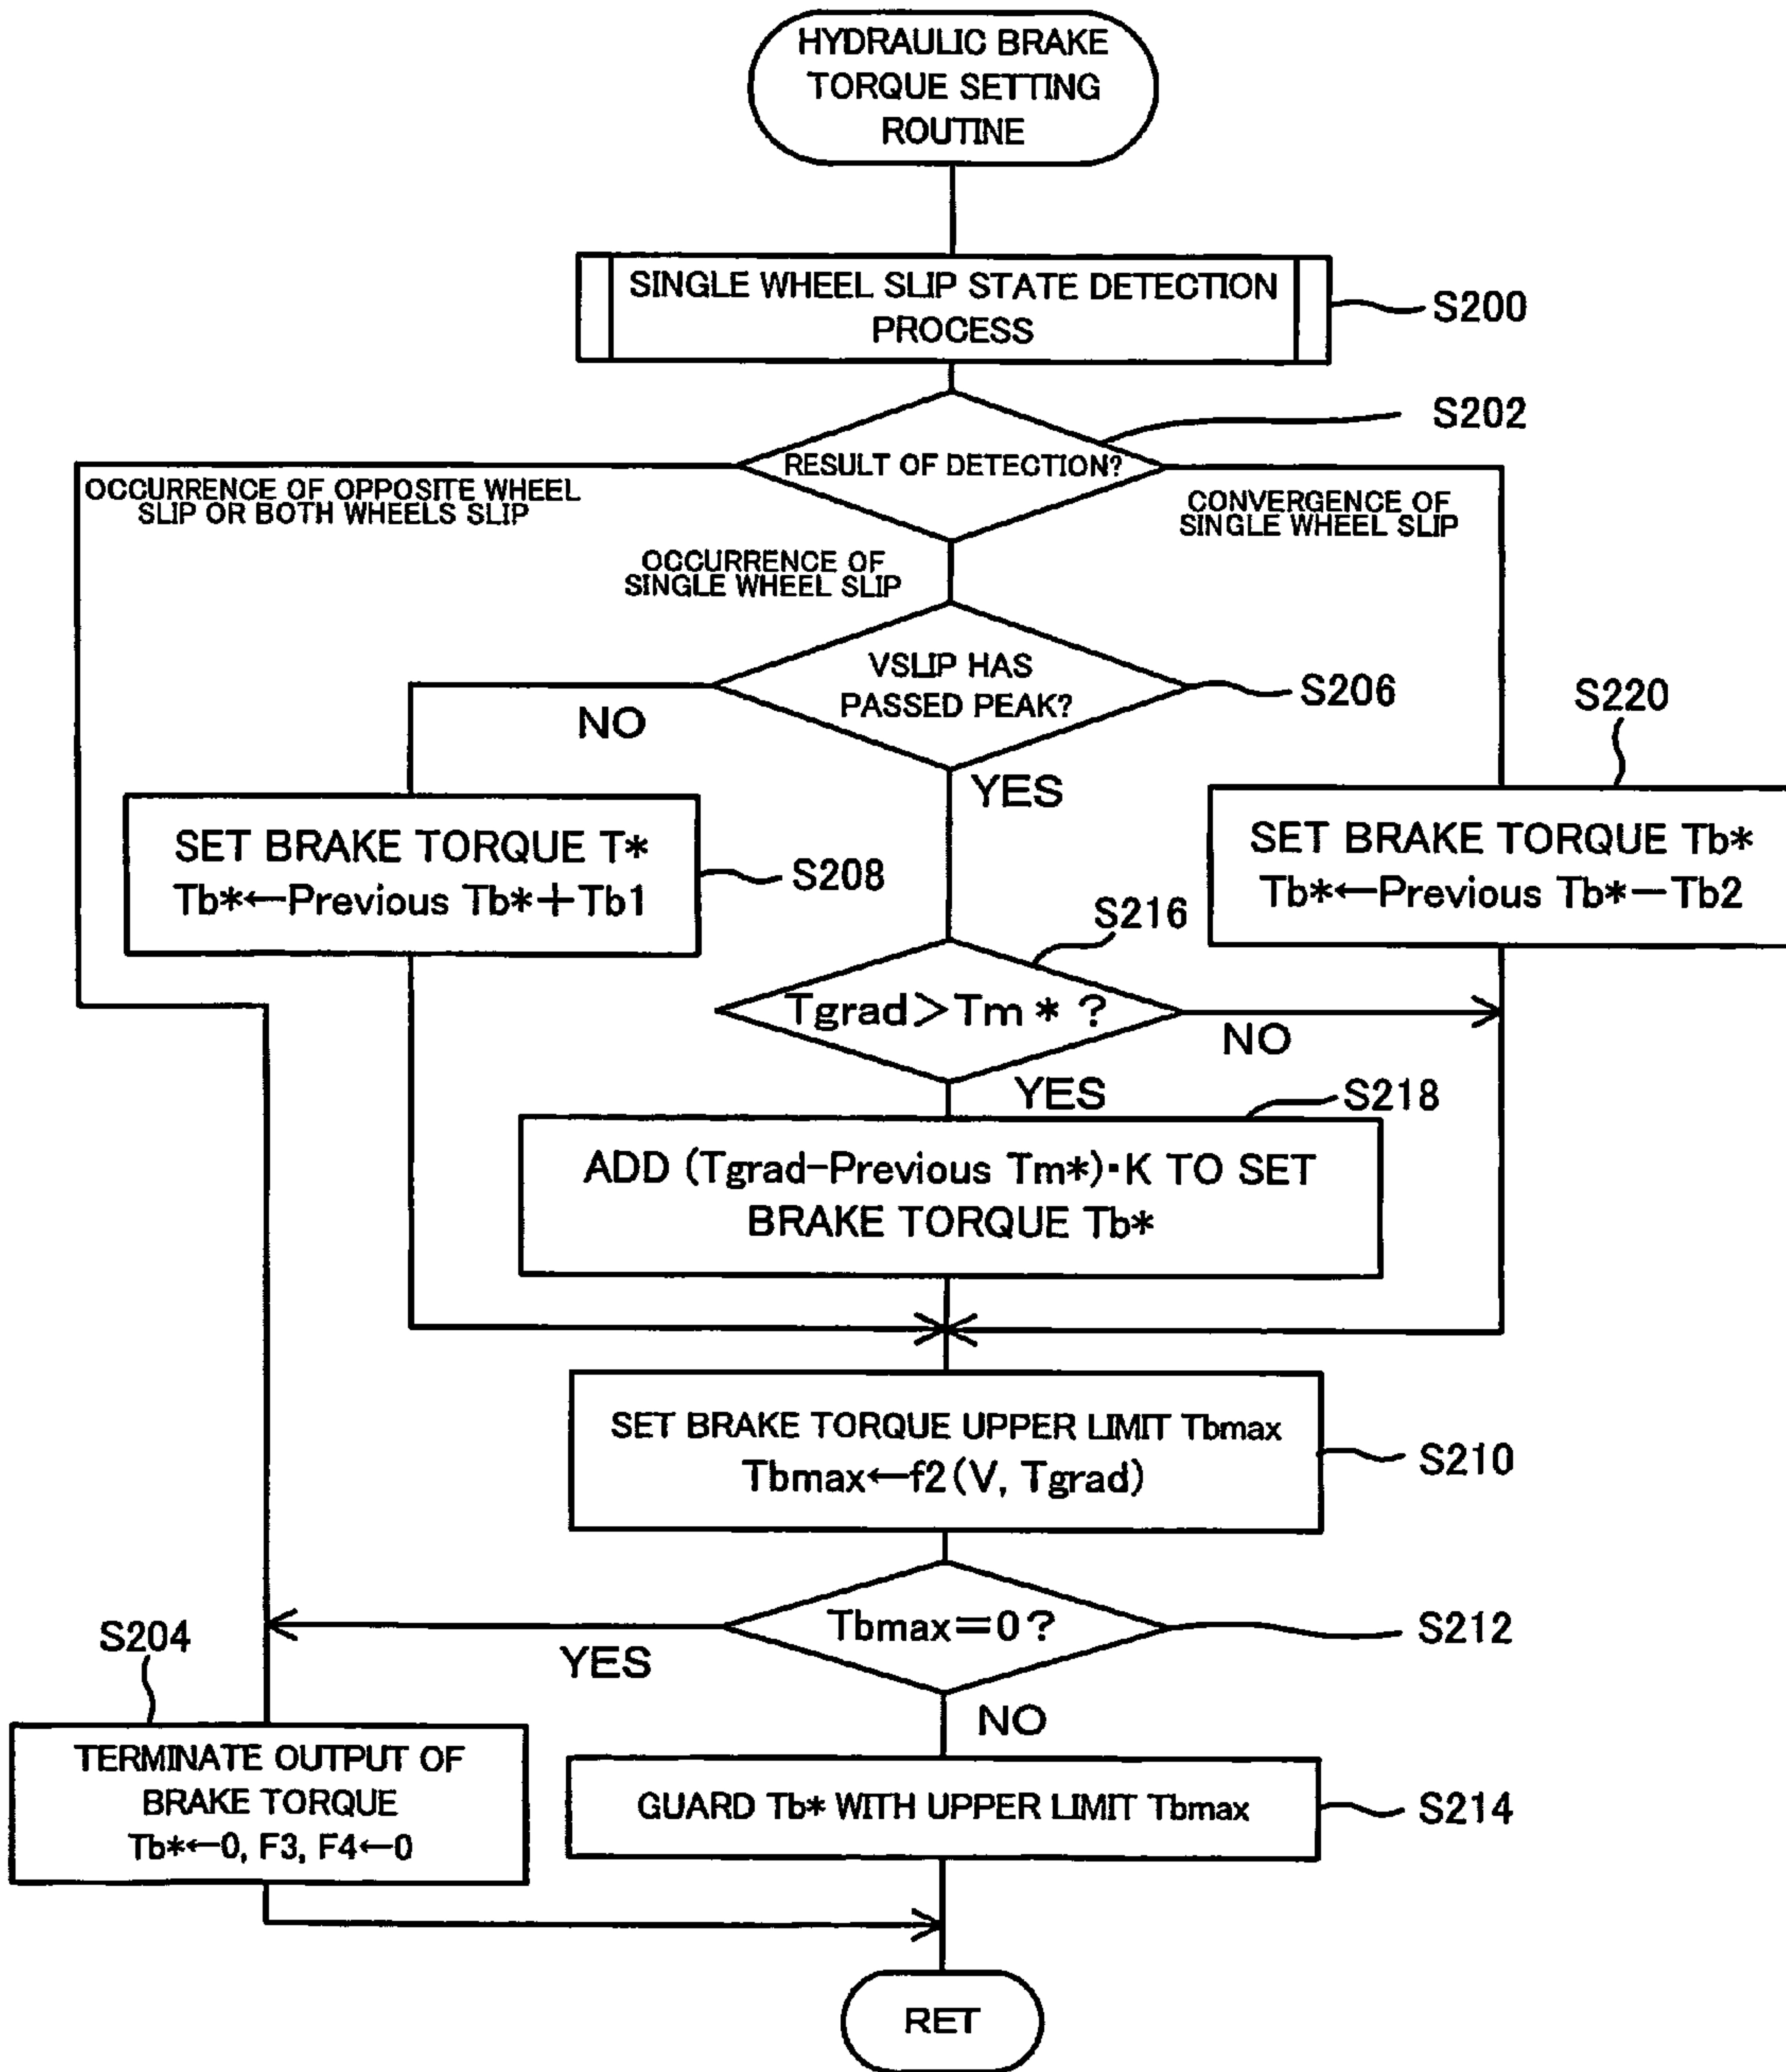 HYDRAULIC BRAKE
TORQUE SETTING
ROUTINE
SINGLE WHEEL SLIP STATE DETECTION
PROCESS
S200
S202
RESULT OF DETECTION?
OCCURRENCE OF OPPOSITE WHEEL
SLIP OR BOTH WHEELS SLIP
CONVERGENCE OF
SINGLE WHEEL SLIP
OCCURRENCE OF
SINGLE WHEEL SLIP
VSLIP HAS
PASSED PEAK?
S206
NO
YES
S220
SET BRAKE TORQUE T*
Tb*←Previous Tb*+Tb1
S208
SET BRAKE TORQUE Tb*
Tb*←Previous Tb*−Tb2
S216
Tgrad>Tm*?
NO
YES
S218
ADD (Tgrad-Previous Tm*)·K TO SET
BRAKE TORQUE Tb*
SET BRAKE TORQUE UPPER LIMIT Tbmax
Tbmax←f2(V, Tgrad)
S210
Tbmax=0?
S212
YES
NO
S204
TERMINATE OUTPUT OF
BRAKE TORQUE
Tb*←0, F3, F4←0
GUARD Tb* WITH UPPER LIMIT Tbmax
S214
RET